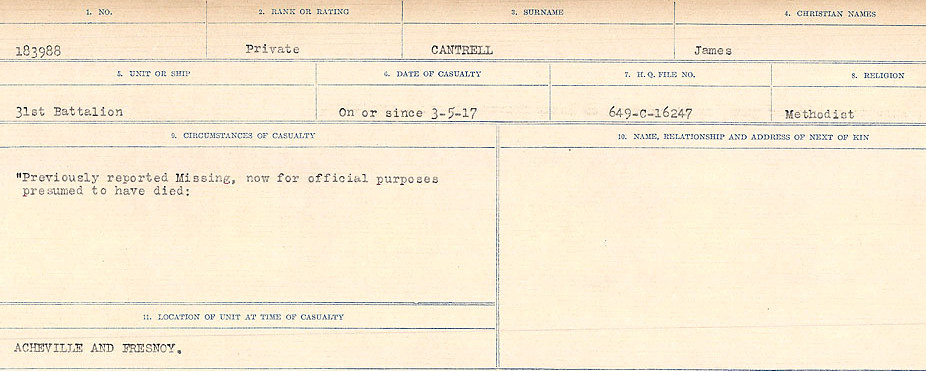 1. NO. 2. RANK OR RATING 3. SURNAME 4. CHRISTIAN NAMES
183988 Private CANTRELL James
5. UNIT OR SHIP 6. DATE OF CASUALTY 7. H.Q. FILE NO. 8. RELIGION
31st Battalion On or since 3-5-17 649-C-16247 Methodist
9. CIRCUMSTANCES OF CASUALTY 10. NAME, RELATIONSHIP AND ADDRESS OF NEXT OF KIN
"Previously reported Missing, now for official purposes
presumed to have died:
11. LOCATION OF UNIT AT TIME OF CASUALTY
ACHEVILLE AND FRESNOY.